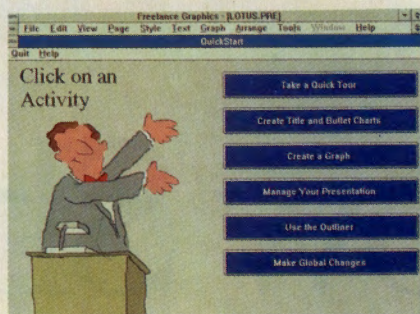 Freelance Graphics - [LOTUS.PRE]
File Edit View Page Style Text Graph Arrange Tools Window Help
QuickStart
Quit Help
Click on an
Activity
Take a Quick Tour
Create Title and Bullet Charts
Create a Graph
Manage Your Presentation
Use the Outliner
Make Global Changes